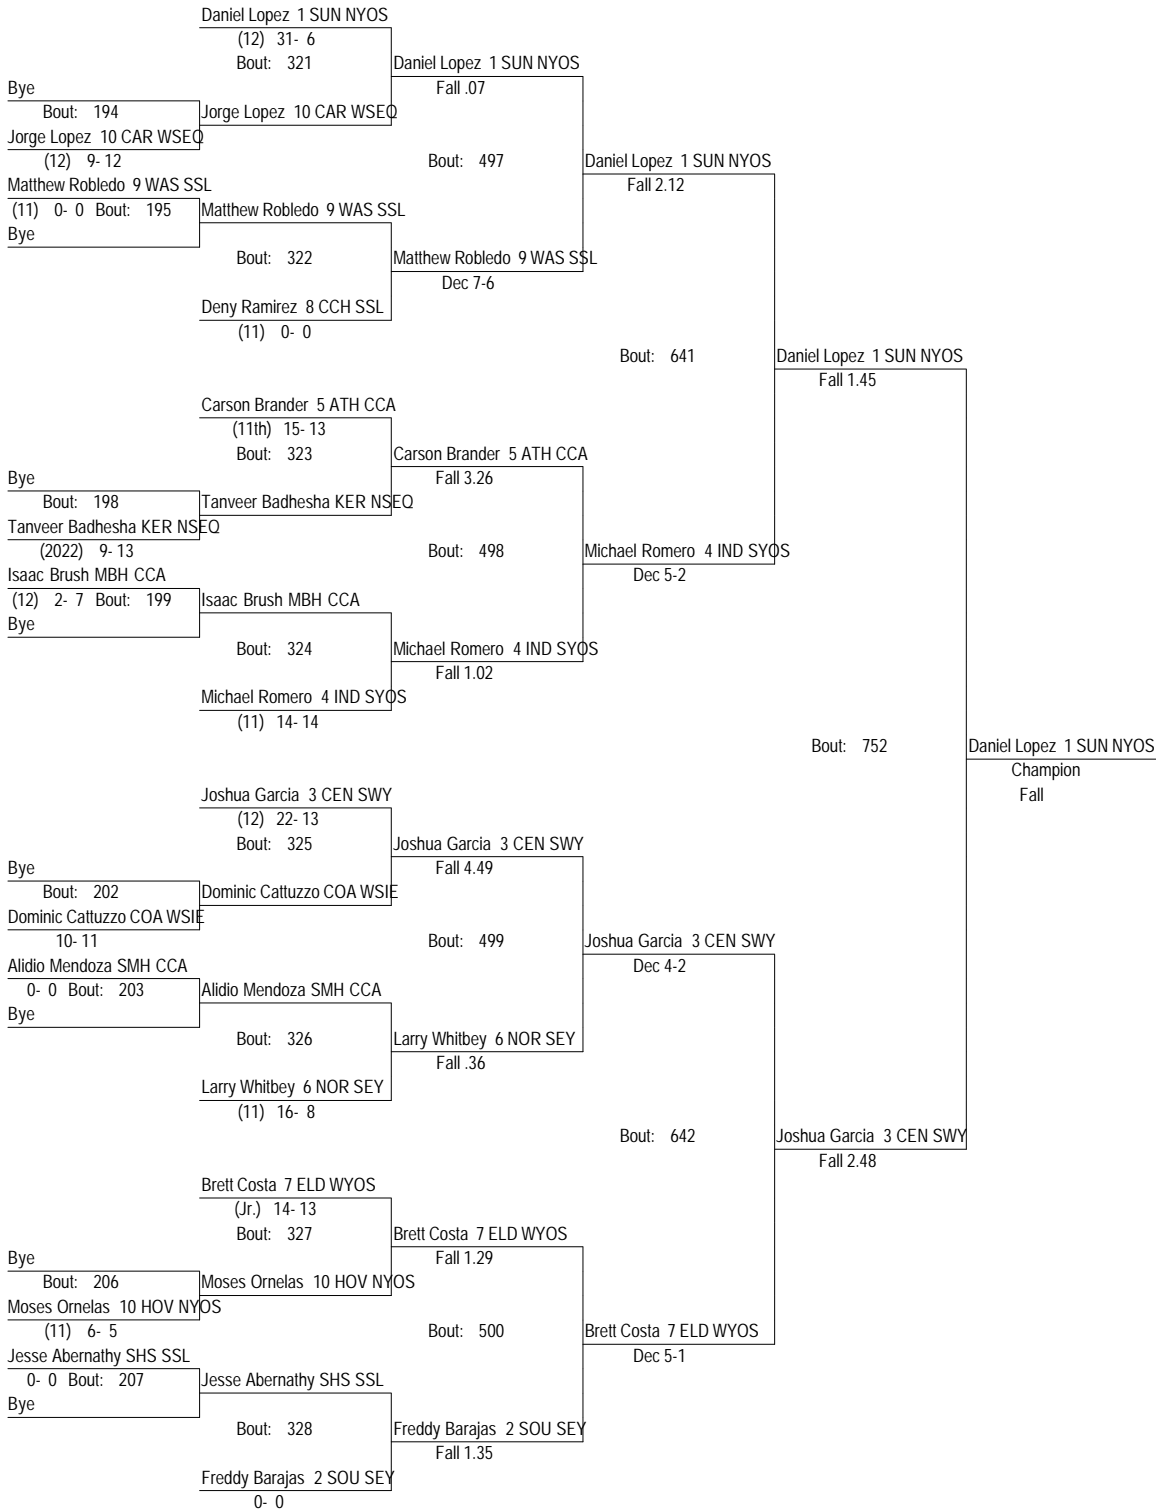 Daniel Lopez 1 SUN NYOS
(12) 31- 6
Bout: 321
Daniel Lopez 1 SUN NYOS
Fall .07
Bye
Bout: 194
Jorge Lopez 10 CAR WSEQ
Jorge Lopez 10 CAR WSEQ
(12) 9- 12
Bout: 497
Daniel Lopez 1 SUN NYOS
Fall 2.12
Matthew Robledo 9 WAS SSL
(11) 0- 0 Bout: 195
Matthew Robledo 9 WAS SSL
Bye
Bout: 322
Matthew Robledo 9 WAS SSL
Dec 7-6
Deny Ramirez 8 CCH SSL
(11) 0- 0
Bout: 641
Daniel Lopez 1 SUN NYOS
Fall 1.45
Carson Brander 5 ATH CCA
(11th) 15- 13
Bout: 323
Carson Brander 5 ATH CCA
Fall 3.26
Bye
Bout: 198
Tanveer Badhesha KER NSEQ
Tanveer Badhesha KER NSEQ
(2022) 9- 13
Bout: 498
Michael Romero 4 IND SYOS
Dec 5-2
Isaac Brush MBH CCA
(12) 2- 7 Bout: 199
Isaac Brush MBH CCA
Bye
Bout: 324
Michael Romero 4 IND SYOS
Fall 1.02
Michael Romero 4 IND SYOS
(11) 14- 14
Bout: 752
Daniel Lopez 1 SUN NYOS
Champion
Fall
Joshua Garcia 3 CEN SWY
(12) 22- 13
Bout: 325
Joshua Garcia 3 CEN SWY
Fall 4.49
Bye
Bout: 202
Dominic Cattuzzo COA WSIE
Dominic Cattuzzo COA WSIE
10- 11
Bout: 499
Joshua Garcia 3 CEN SWY
Dec 4-2
Alidio Mendoza SMH CCA
0- 0 Bout: 203
Alidio Mendoza SMH CCA
Bye
Bout: 326
Larry Whitbey 6 NOR SEY
Fall .36
Larry Whitbey 6 NOR SEY
(11) 16- 8
Bout: 642
Joshua Garcia 3 CEN SWY
Fall 2.48
Brett Costa 7 ELD WYOS
(Jr.) 14- 13
Bout: 327
Brett Costa 7 ELD WYOS
Fall 1.29
Bye
Bout: 206
Moses Ornelas 10 HOV NYOS
Moses Ornelas 10 HOV NYOS
(11) 6- 5
Bout: 500
Brett Costa 7 ELD WYOS
Dec 5-1
Jesse Abernathy SHS SSL
0- 0 Bout: 207
Jesse Abernathy SHS SSL
Bye
Bout: 328
Freddy Barajas 2 SOU SEY
Fall 1.35
Freddy Barajas 2 SOU SEY
0- 0